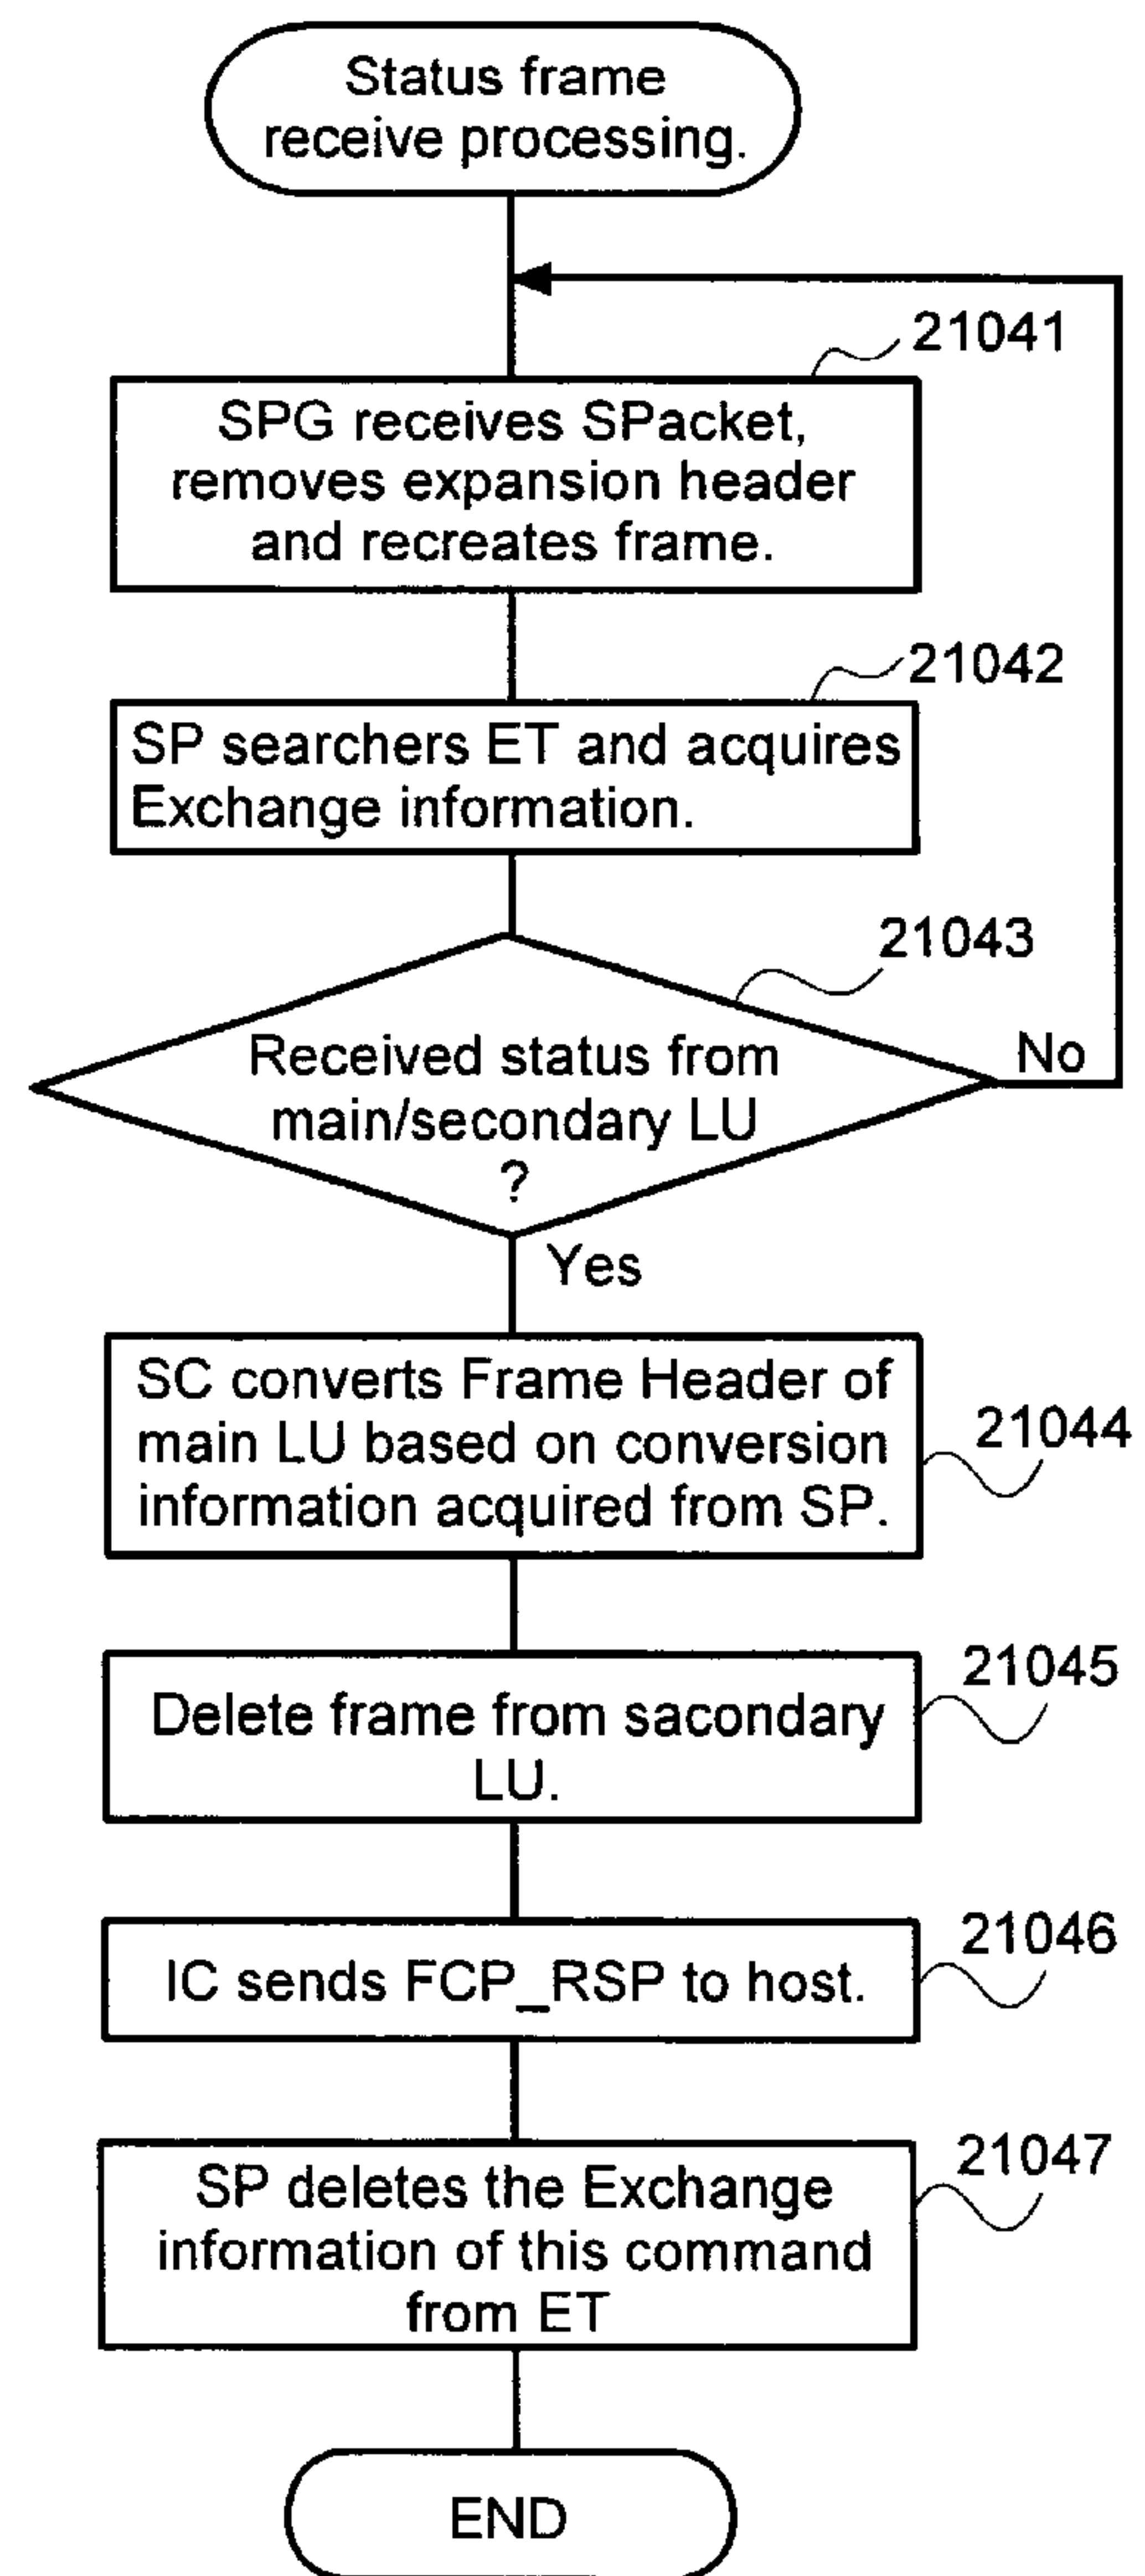 Status frame
receive processing.
21041
SPG receives SPacket,
removes expansion header
and recreates frame.
21042
SP searchers ET and acquires
Exchange information.
21043
Received status from
main/secondary LU
?
No
Yes
SC converts Frame Header of
main LU based on conversion
information acquired from SP.
21044
Delete frame from sacondary
LU.
21045
IC sends FCP_RSP to host.
21046
SP deletes the Exchange
information of this command
from ET
21047
END